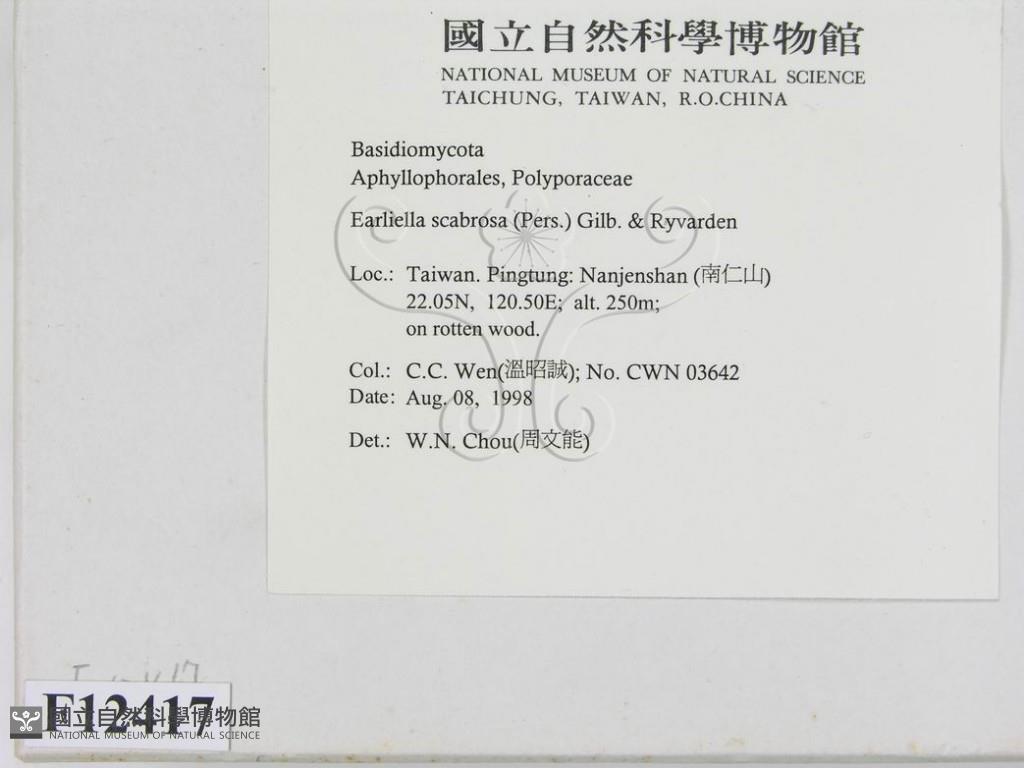 國立自然科學博物館
NATIONAL MUSEUM OF NATURAL SCIENCE
TAICHUNG, TAIWAN, R.O.CHINA
Basidiomycota
Aphyllophorales, Polyporaceae
Earliella scabrosa (Pers.) Gilb. & Ryvarden
Loc.: Taiwan. Pingtung: Nanjenshan (南仁山)
22.05N, 120.50E; alt. 250m;
on rotten wood.
Col.: C.C. Wen(溫昭誠); No. CWN 03642
Date: Aug. 08, 1998
Det.: W.N. Chou(周文能)
F12417
國立自然科學博物館
NATIONAL MUSEUM OF NATURAL SCIENCE